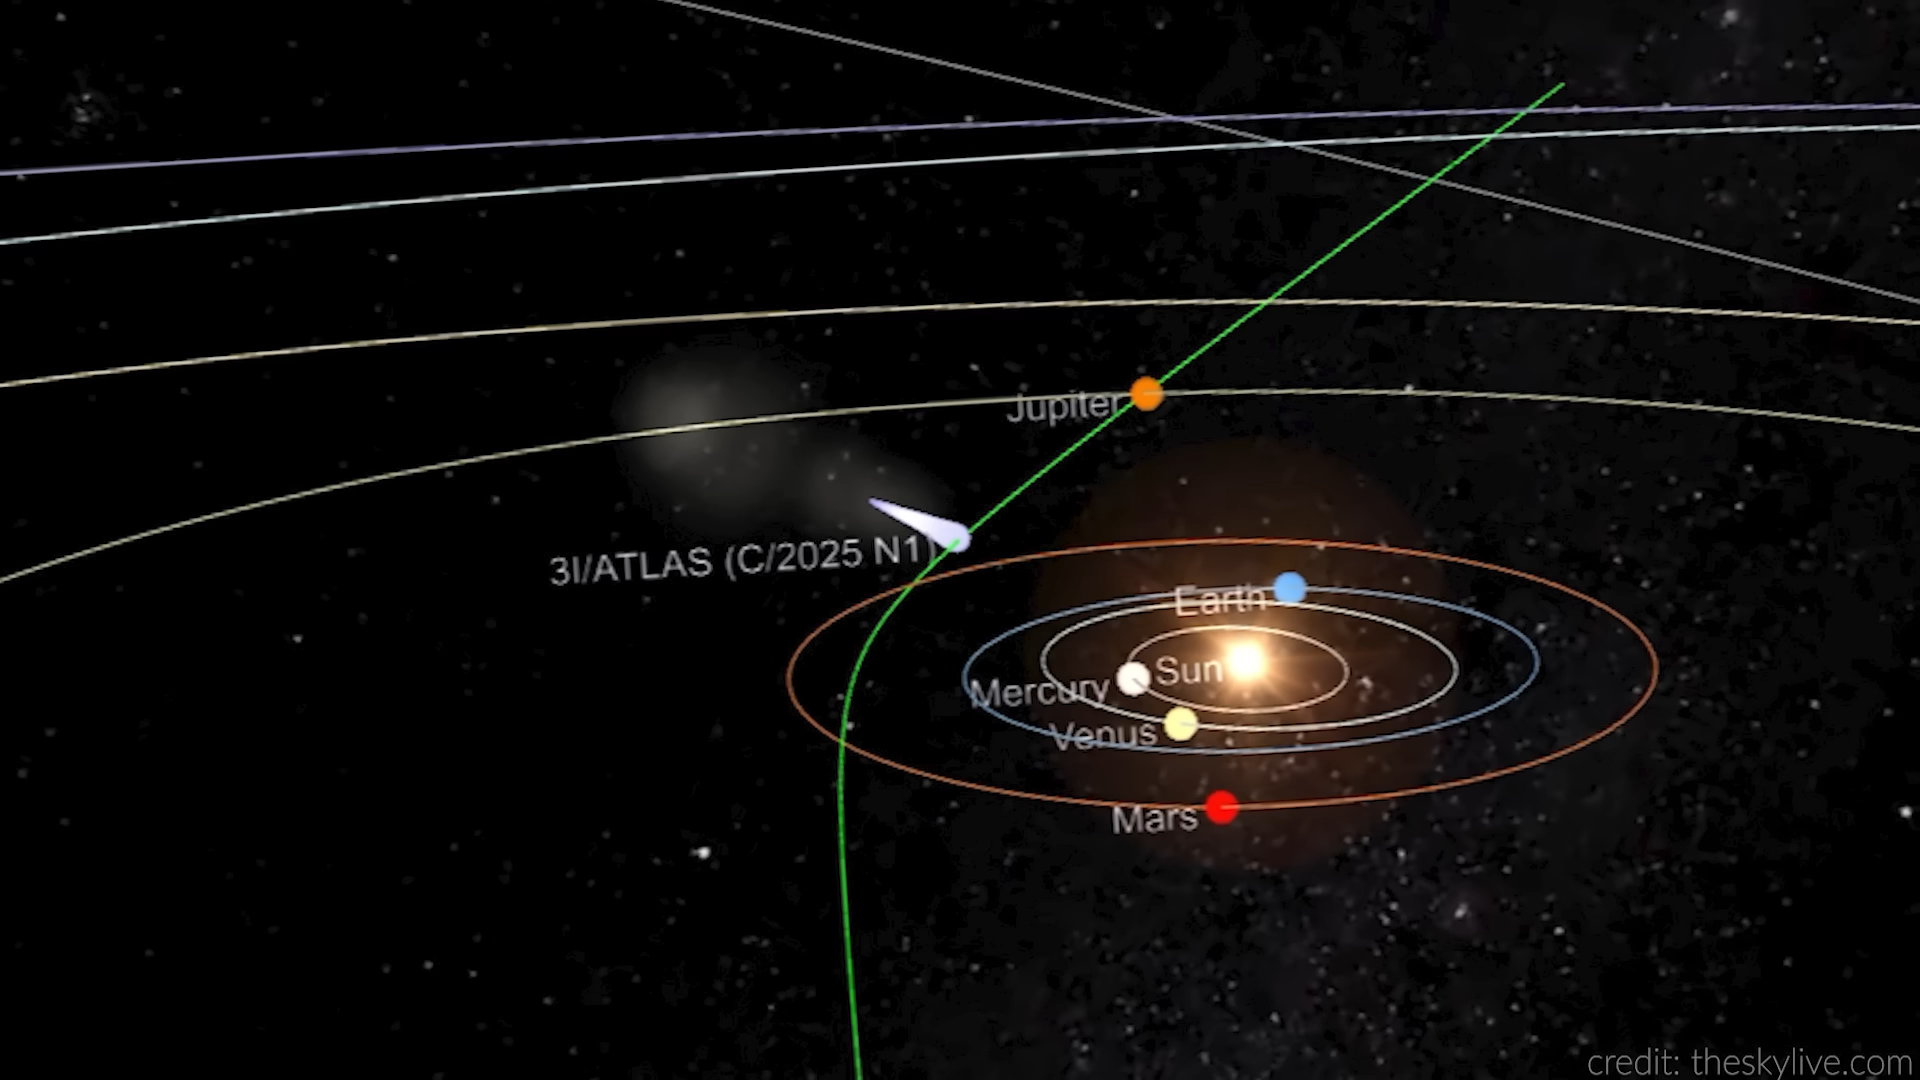 Jupiter
3I/ATLAS (C/2025 N1)
Earth
Sun
Mercury
Venus
Mars
credit: theskylive.com